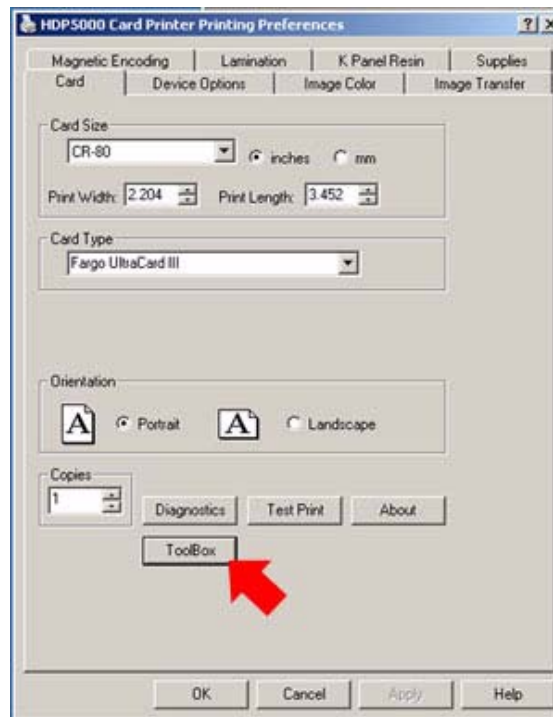 HDP5000 Card Printer Printing Preferences
Magnetic Encoding Lamination K Panel Resin Supplies
Card Device Options Image Color Image Transfer
Card Size
CR-80 inches mm
Print Width: 2.204 Print Length: 3.452
Card Type
Fargo UltraCard III
Orientation
A Portrait A Landscape
Copies
1 Diagnostics Test Print About
ToolBox
OK Cancel Apply Help